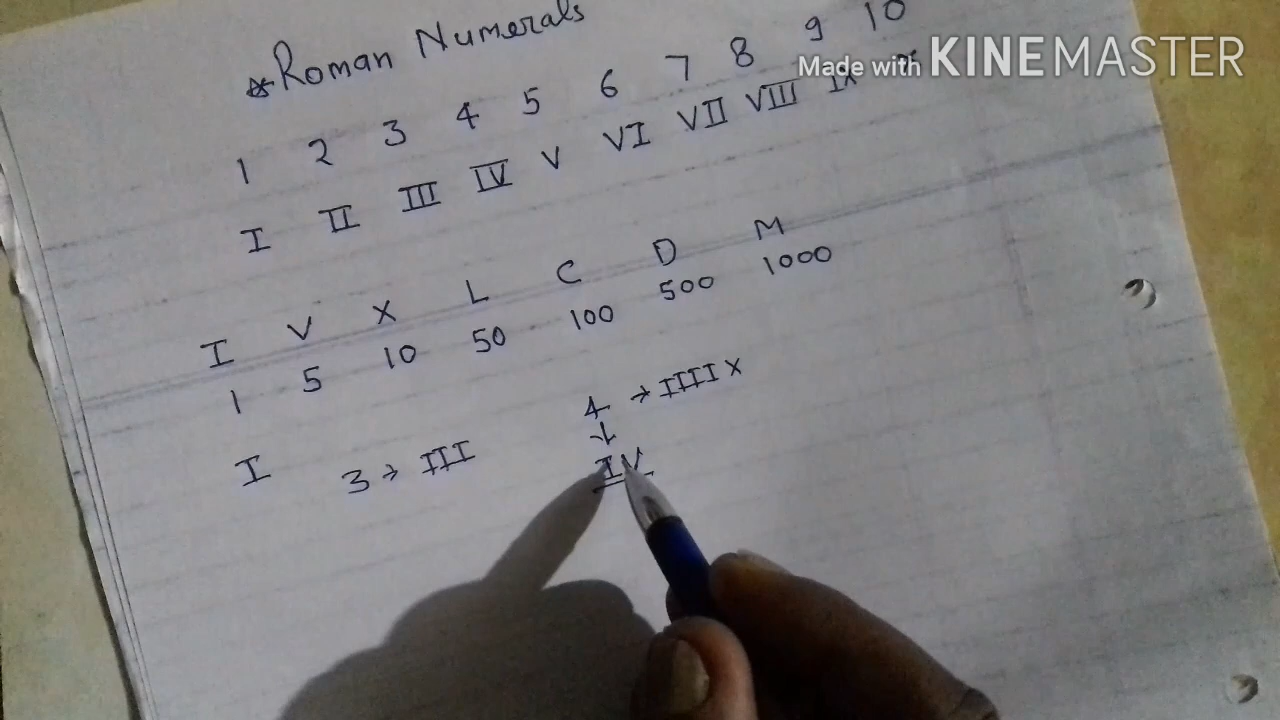 ☆Roman Numerals
1 2 3 4 5 6 7 8 9 10
I II III IV V VI VII VIII IX X
Made with KINEMASTER
I V X L C D M
1 5 10 50 100 500 1000
4 → IIII X
↓
I 3 → III IV